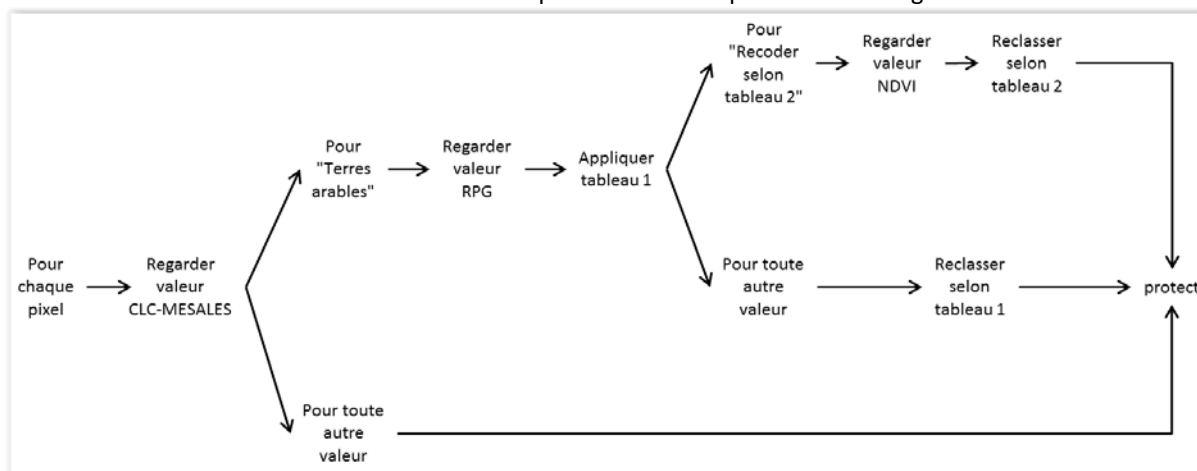 Pour
chaque
pixel
Regarder
valeur
CLC-MESALES
Pour
"Terres
arables"
Regarder
valeur
RPG
Appliquer
tableau 1
Pour
"Recoder
selon
tableau 2"
Regarder
valeur
NDVI
Reclasser
selon
tableau 2
Pour toute
autre
valeur
Reclasser
selon
tableau 1
protect
Pour toute
autre
valeur